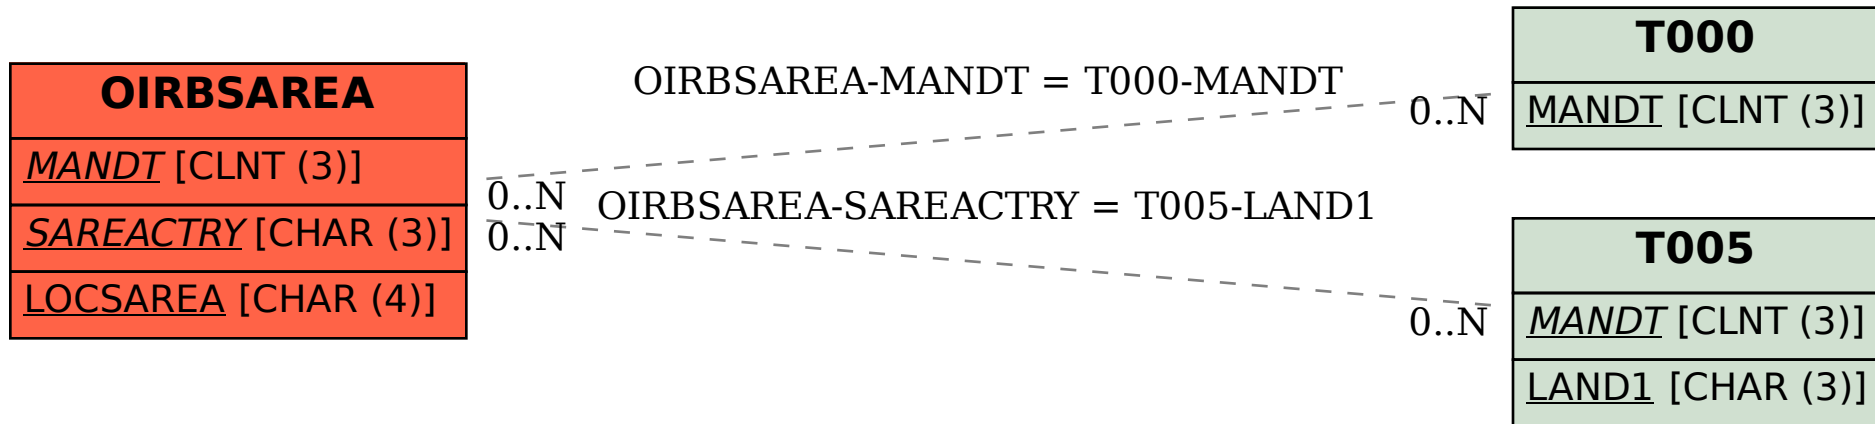 OIRBSAREA
MANDT [CLNT (3)]
SAREACTRY [CHAR (3)]
LOCSAREA [CHAR (4)]
OIRBSAREA-MANDT = T000-MANDT
0..N
0..N
OIRBSAREA-SAREACTRY = T005-LAND1
0..N
0..N
T000
MANDT [CLNT (3)]
T005
MANDT [CLNT (3)]
LAND1 [CHAR (3)]